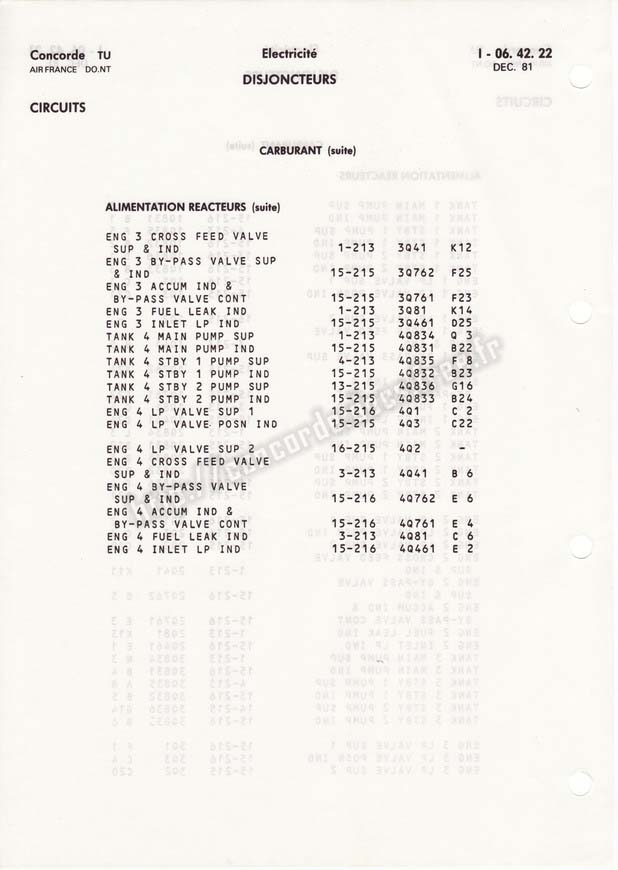 Concorde TU Electricité I - 06. 42. 22
AIR FRANCE DO.NT DISJONCTEURS DEC. 81
CIRCUITS
CARBURANT (suite)
ALIMENTATION REACTEURS (suite)
ENG 3 CROSS FEED VALVE
SUP & IND 1-213 3Q41 K12
ENG 3 BY-PASS VALVE SUP
& IND 15-215 3Q762 F25
ENG 3 ACCUM IND &
BY-PASS VALVE CONT 15-215 3Q761 F23
ENG 3 FUEL LEAK IND 1-213 3Q81 K14
ENG 3 INLET LP IND 15-215 3Q461 D25
TANK 4 MAIN PUMP SUP 1-215 4Q834 Q 3
TANK 4 MAIN PUMP IND 15-215 4Q831 B22
TANK 4 STBY 1 PUMP SUP 4-213 4Q835 F 8
TANK 4 STBY 1 PUMP IND 15-215 4Q832 B23
TANK 4 STBY 2 PUMP SUP 13-215 4Q836 G16
TANK 4 STBY 2 PUMP IND 15-215 4Q833 B24
ENG 4 LP VALVE SUP 1 15-216 4Q1 C 2
ENG 4 LP VALVE POSN IND 15-215 4Q3 C22
ENG 4 LP VALVE SUP 2 16-215 4Q2 -
ENG 4 CROSS FEED VALVE
SUP & IND 3-213 4Q41 B 6
ENG 4 BY-PASS VALVE
SUP & IND 15-216 4Q762 E 6
ENG 4 ACCUM IND &
BY-PASS VALVE CONT 15-216 4Q761 E 4
ENG 4 FUEL LEAK IND 3-213 4Q81 C 6
ENG 4 INLET LP IND 15-216 4Q461 E 2